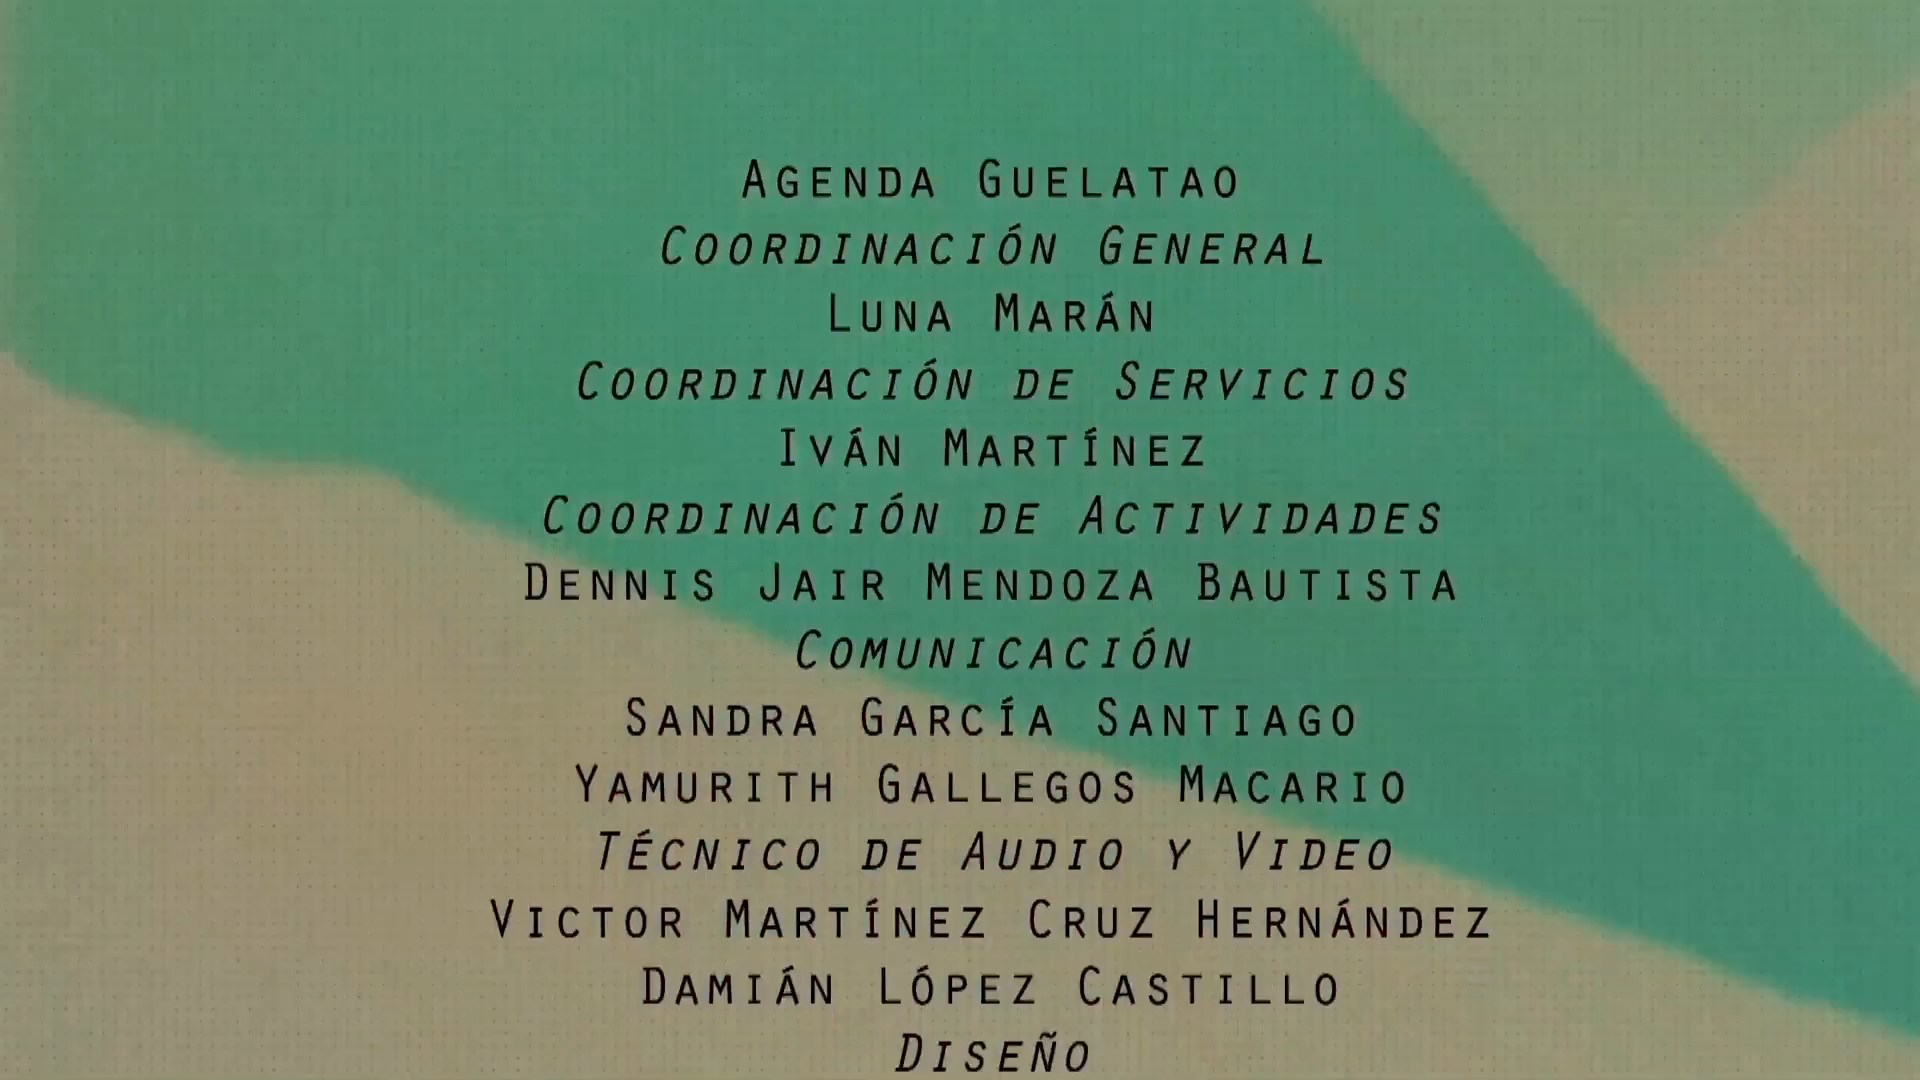 Agenda Guelatao
Coordinación General
Luna Marán
Coordinación de Servicios
Iván Martínez
Coordinación de Actividades
Dennis Jair Mendoza Bautista
Comunicación
Sandra García Santiago
Yamurith Gallegos Macario
Técnico de Audio y Video
Victor Martínez Cruz Hernández
Damián López Castillo
Diseño